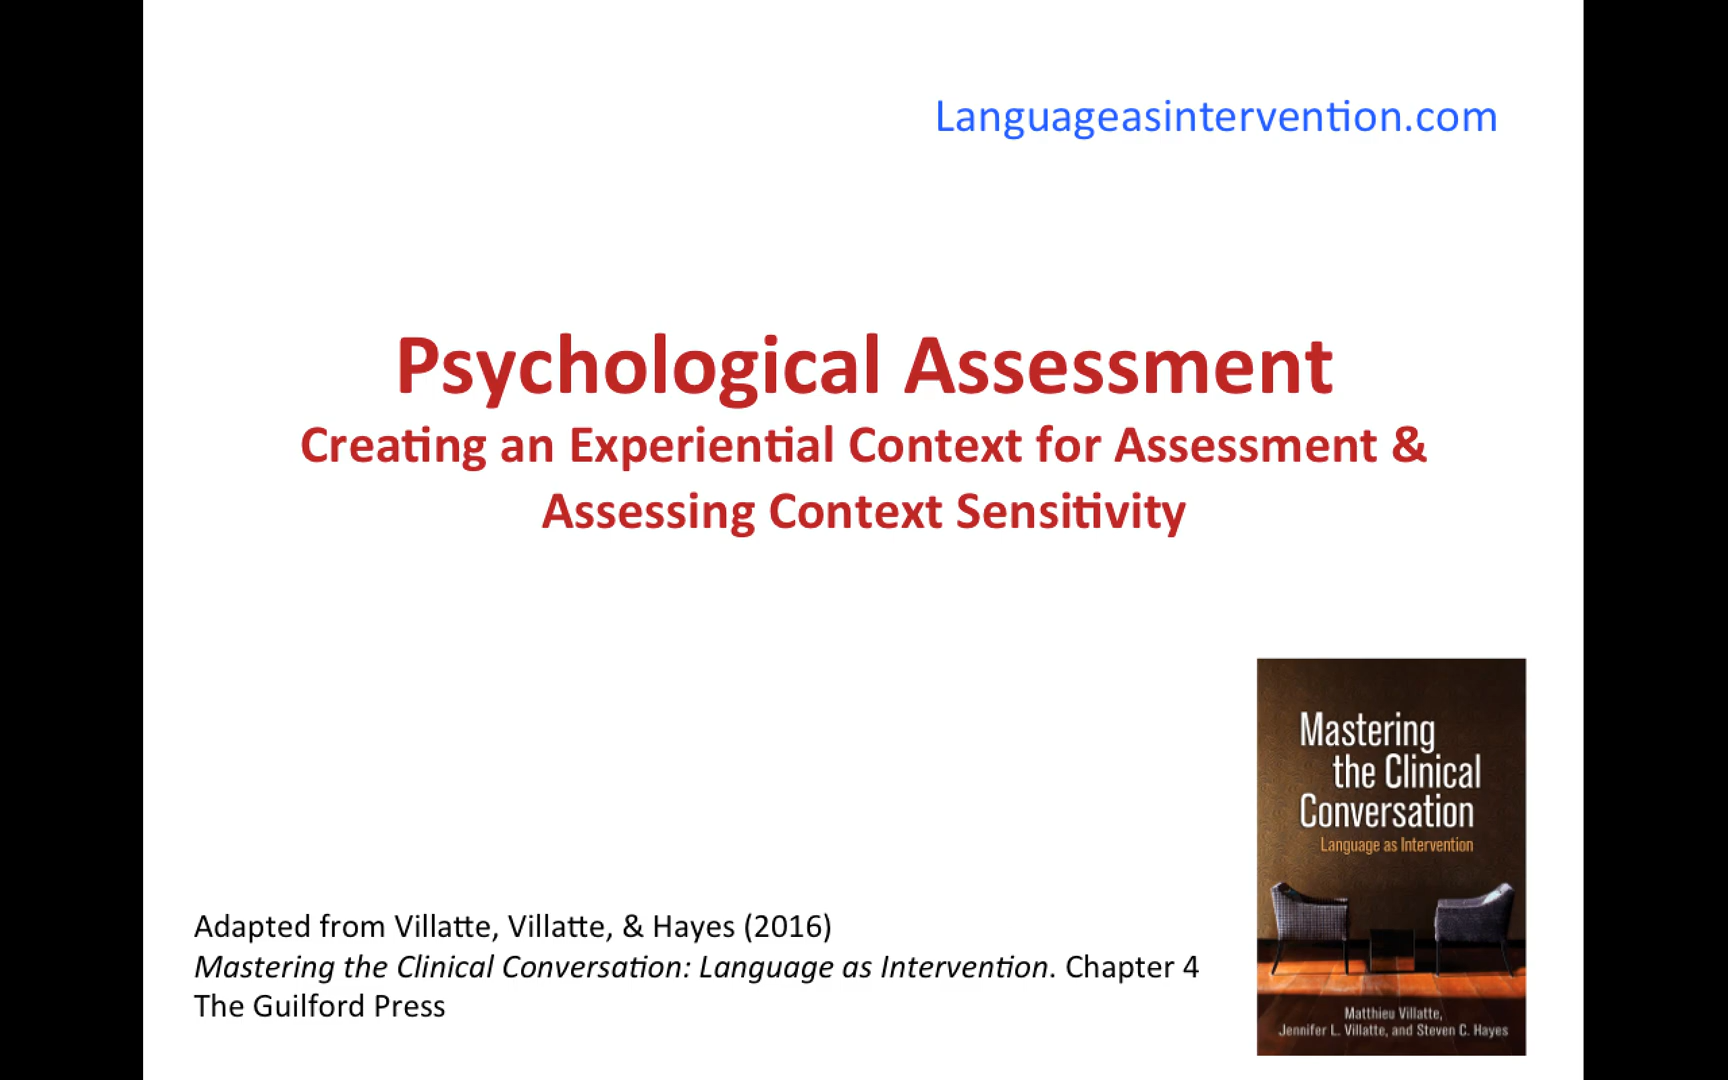 Languageasintervention.com
Psychological Assessment
Creating an Experiential Context for Assessment &
Assessing Context Sensitivity
Mastering
the Clinical
Conversation
Language as Intervention
Matthieu Villatte,
Jennifer L. Villatte, and Steven C. Hayes
Adapted from Villatte, Villatte, & Hayes (2016)
Mastering the Clinical Conversation: Language as Intervention. Chapter 4
The Guilford Press